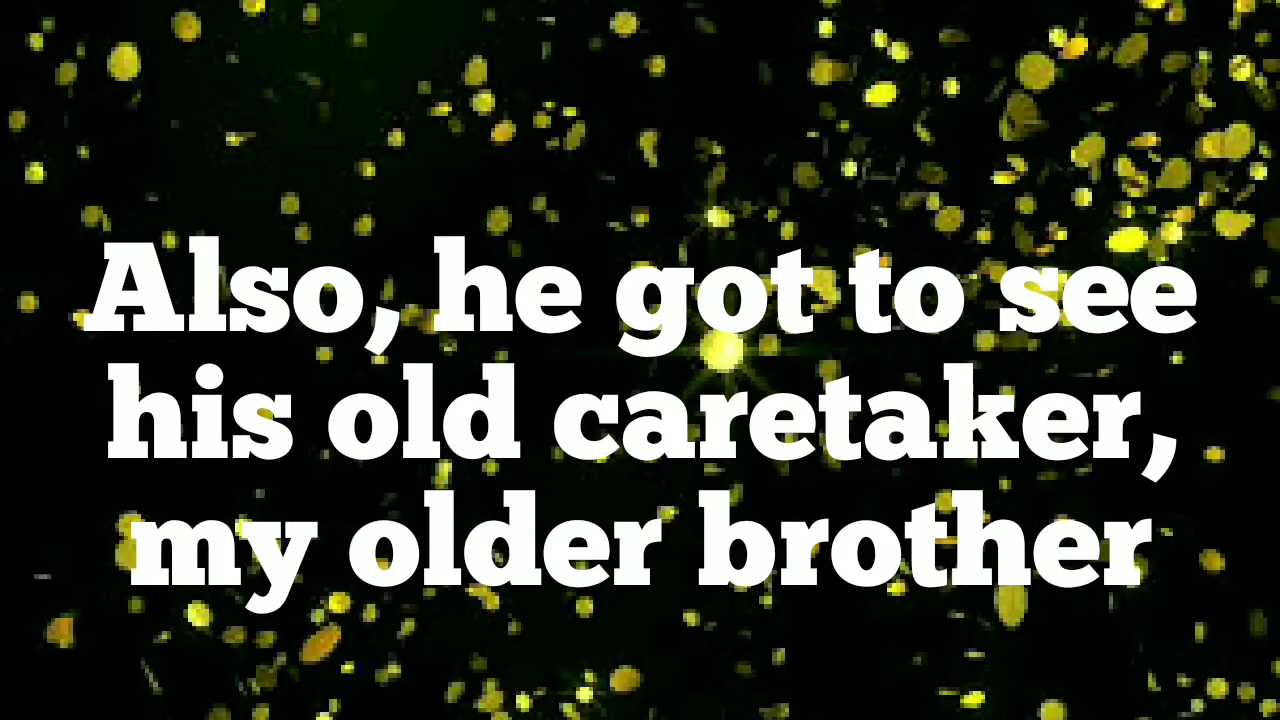 Also, he got to see
his old caretaker,
my older brother